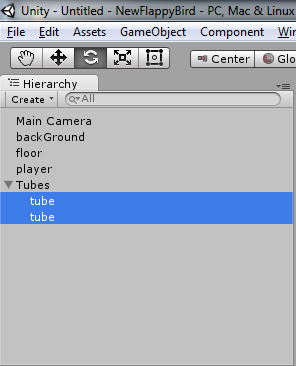 Unity - Untitled - NewFlappyBird - PC, Mac & Linux
File Edit Assets GameObject Component
Center Glo
Hierarchy
Create All
Main Camera
backGround
floor
player
Tubes
tube
tube